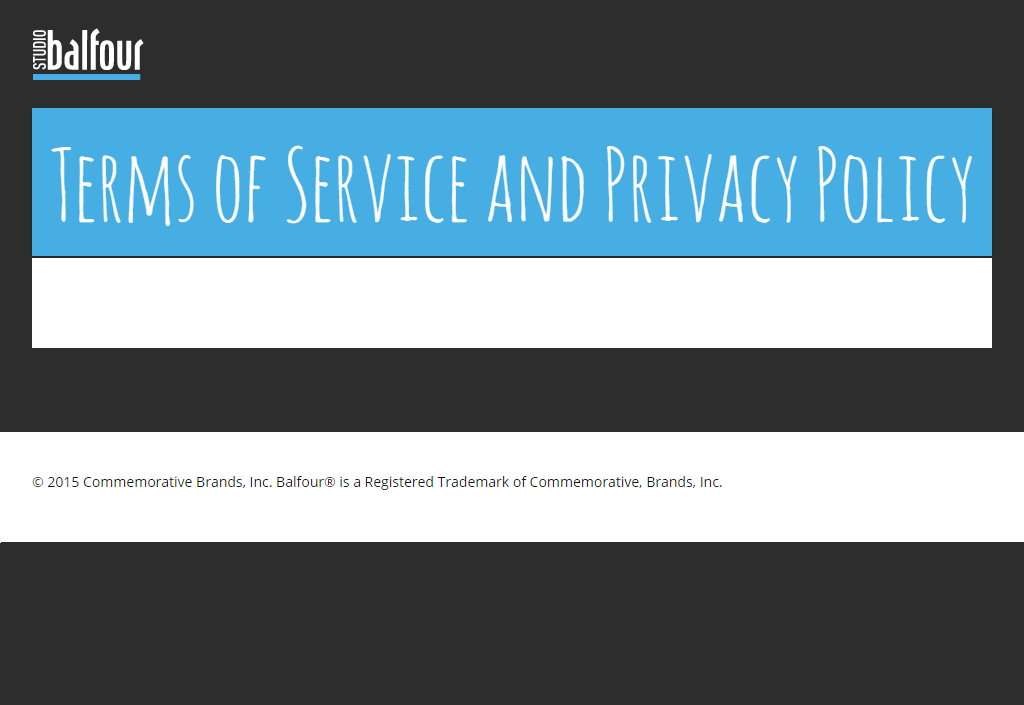 STUDIO
balfour
Terms of Service and Privacy Policy
© 2015 Commemorative Brands, Inc. Balfour® is a Registered Trademark of Commemorative, Brands, Inc.